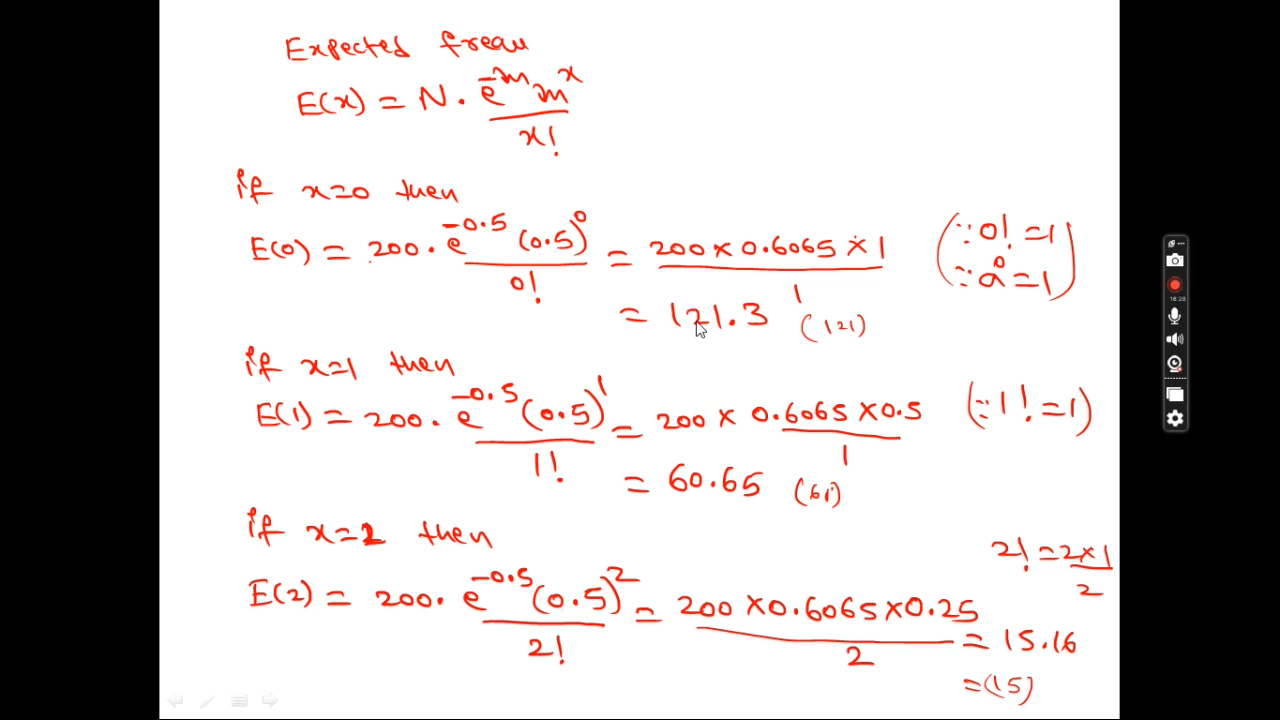 Expected frequ
E(x) = N · e^-m m^x / x!
if x=0 then
E(0) = 200 · e^-0.5 (0.5)^0 / 0! = 200 × 0.6065 × 1 / 1 (∵ 0! = 1
∵ a^0 = 1)
= 121.3 (121)
if x=1 then
E(1) = 200 · e^-0.5 (0.5)^1 / 1! = 200 × 0.6065 × 0.5 / 1 (∵ 1! = 1)
= 60.65 (61)
if x=2 then
2! = 2×1
2
E(2) = 200 · e^-0.5 (0.5)^2 / 2! = 200 × 0.6065 × 0.25 / 2
= 15.16
= (15)
18:28